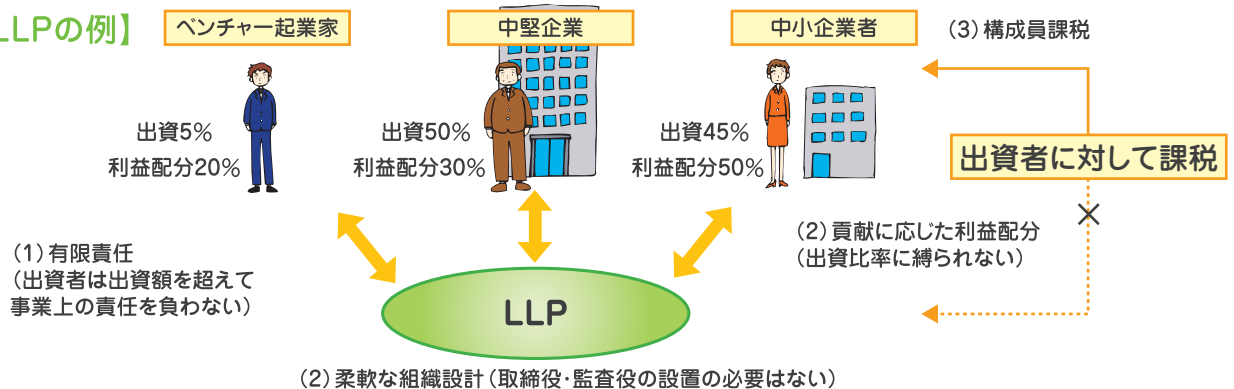 LLPの例】
ベンチャー起業家
中堅企業
中小企業者
(3)構成員課税
出資5%
利益配分20%
出資50%
利益配分30%
出資45%
利益配分50%
出資者に対して課税
(1)有限責任
(出資者は出資額を超えて
事業上の責任を負わない)
(2)貢献に応じた利益配分
(出資比率に縛られない)
LLP
(2)柔軟な組織設計(取締役・監査役の設置の必要はない)